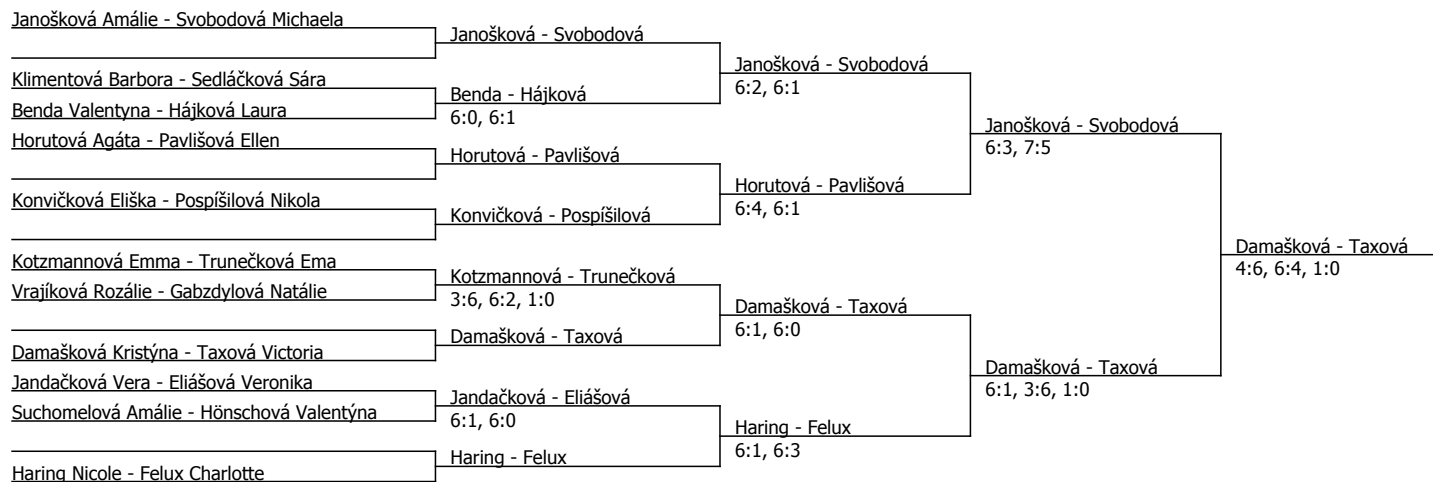 Janošková Amálie - Svobodová Michaela
Janošková - Svobodová
Janošková - Svobodová
6:2, 6:1
Klimentová Barbora - Sedláčková Sára
Benda - Hájková
6:0, 6:1
Benda Valentyna - Hájková Laura
Janošková - Svobodová
6:3, 7:5
Horutová Agáta - Pavlišová Ellen
Horutová - Pavlišová
Horutová - Pavlišová
6:4, 6:1
Konvičková Eliška - Pospíšilová Nikola
Konvičková - Pospíšilová
Damašková - Taxová
4:6, 6:4, 1:0
Kotzmannová Emma - Trunečková Ema
Kotzmannová - Trunečková
3:6, 6:2, 1:0
Vrajíková Rozálie - Gabzdylová Natálie
Damašková - Taxová
6:1, 6:0
Damašková - Taxová
Damašková Kristýna - Taxová Victoria
Damašková - Taxová
6:1, 3:6, 1:0
Jandačková Vera - Eliášová Veronika
Jandačková - Eliášová
6:1, 6:0
Suchomelová Amálie - Hönschová Valentýna
Haring - Felux
6:1, 6:3
Haring - Felux
Haring Nicole - Felux Charlotte